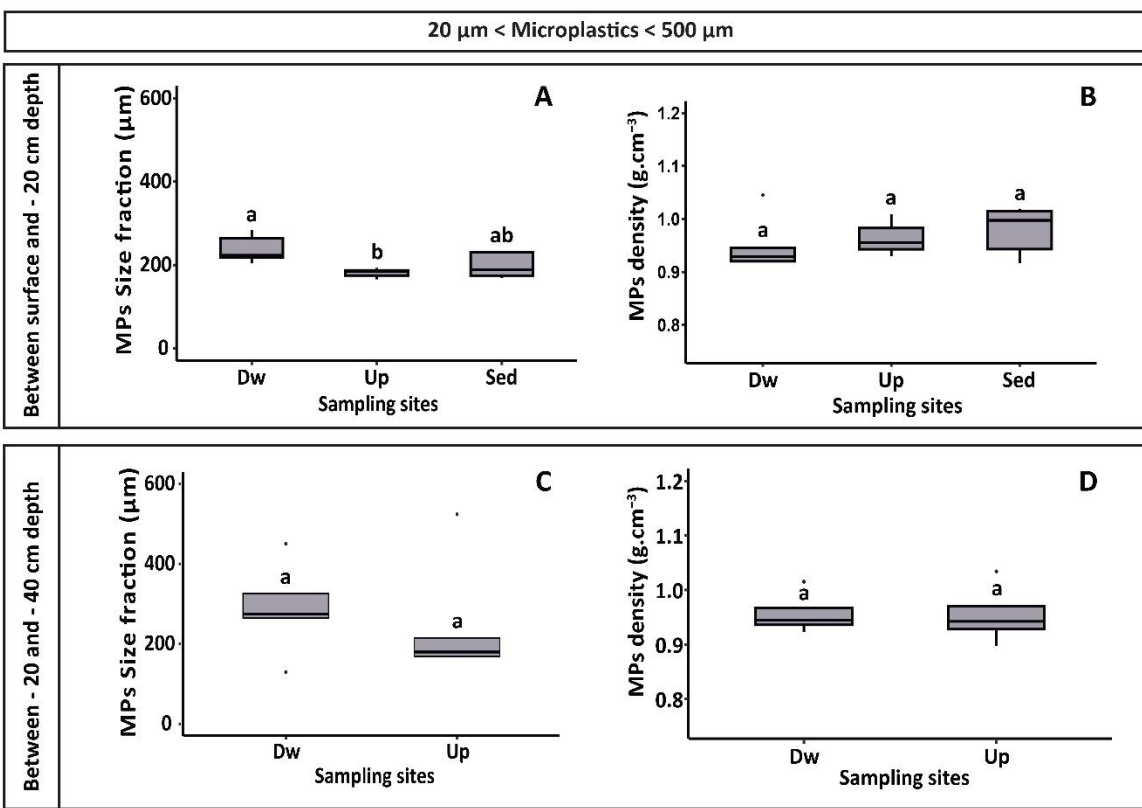 20 μm < Microplastics < 500 μm
Between surface and - 20 cm depth
A
MPs Size fraction (μm)
600
400
200
0
a
b
ab
Dw
Up
Sed
Sampling sites
B
MPs density (g.cm⁻³)
1.2
1.1
1.0
0.9
0.8
a
a
a
Dw
Up
Sed
Sampling sites
Between - 20 and - 40 cm depth
C
MPs Size fraction (μm)
600
400
200
0
a
a
Dw
Up
Sampling sites
D
MPs density (g.cm⁻³)
1.2
1.1
1.0
0.9
0.8
a
a
Dw
Up
Sampling sites